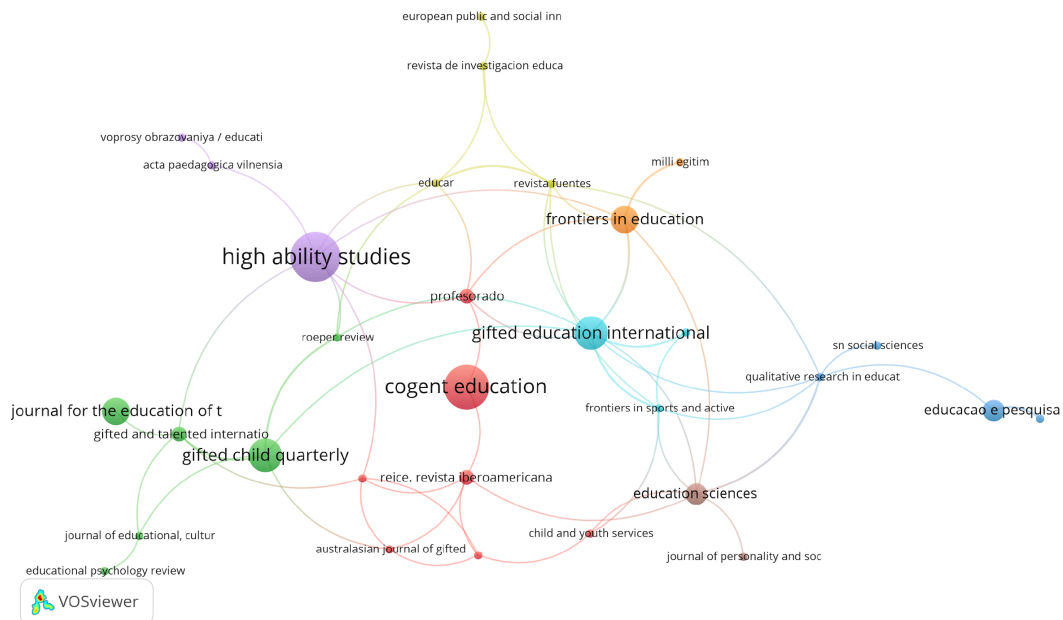 european public and social inn
revista de investigacion educa
voprosy obrazovaniya / educati
acta paedagogica vilnensia
milli egitim
educar
revista fuentes
frontiers in education
high ability studies
profesorado
gifted education international
roeper review
sn social sciences
qualitative research in educat
cogent education
frontiers in sports and active
journal for the education of t
educacao e pesquisa
gifted and talented internatio
gifted child quarterly
reice. revista iberoamericana
education sciences
child and youth services
journal of educational, cultur
australasian journal of gifted
journal of personality and soc
educational psychology review
VOSviewer